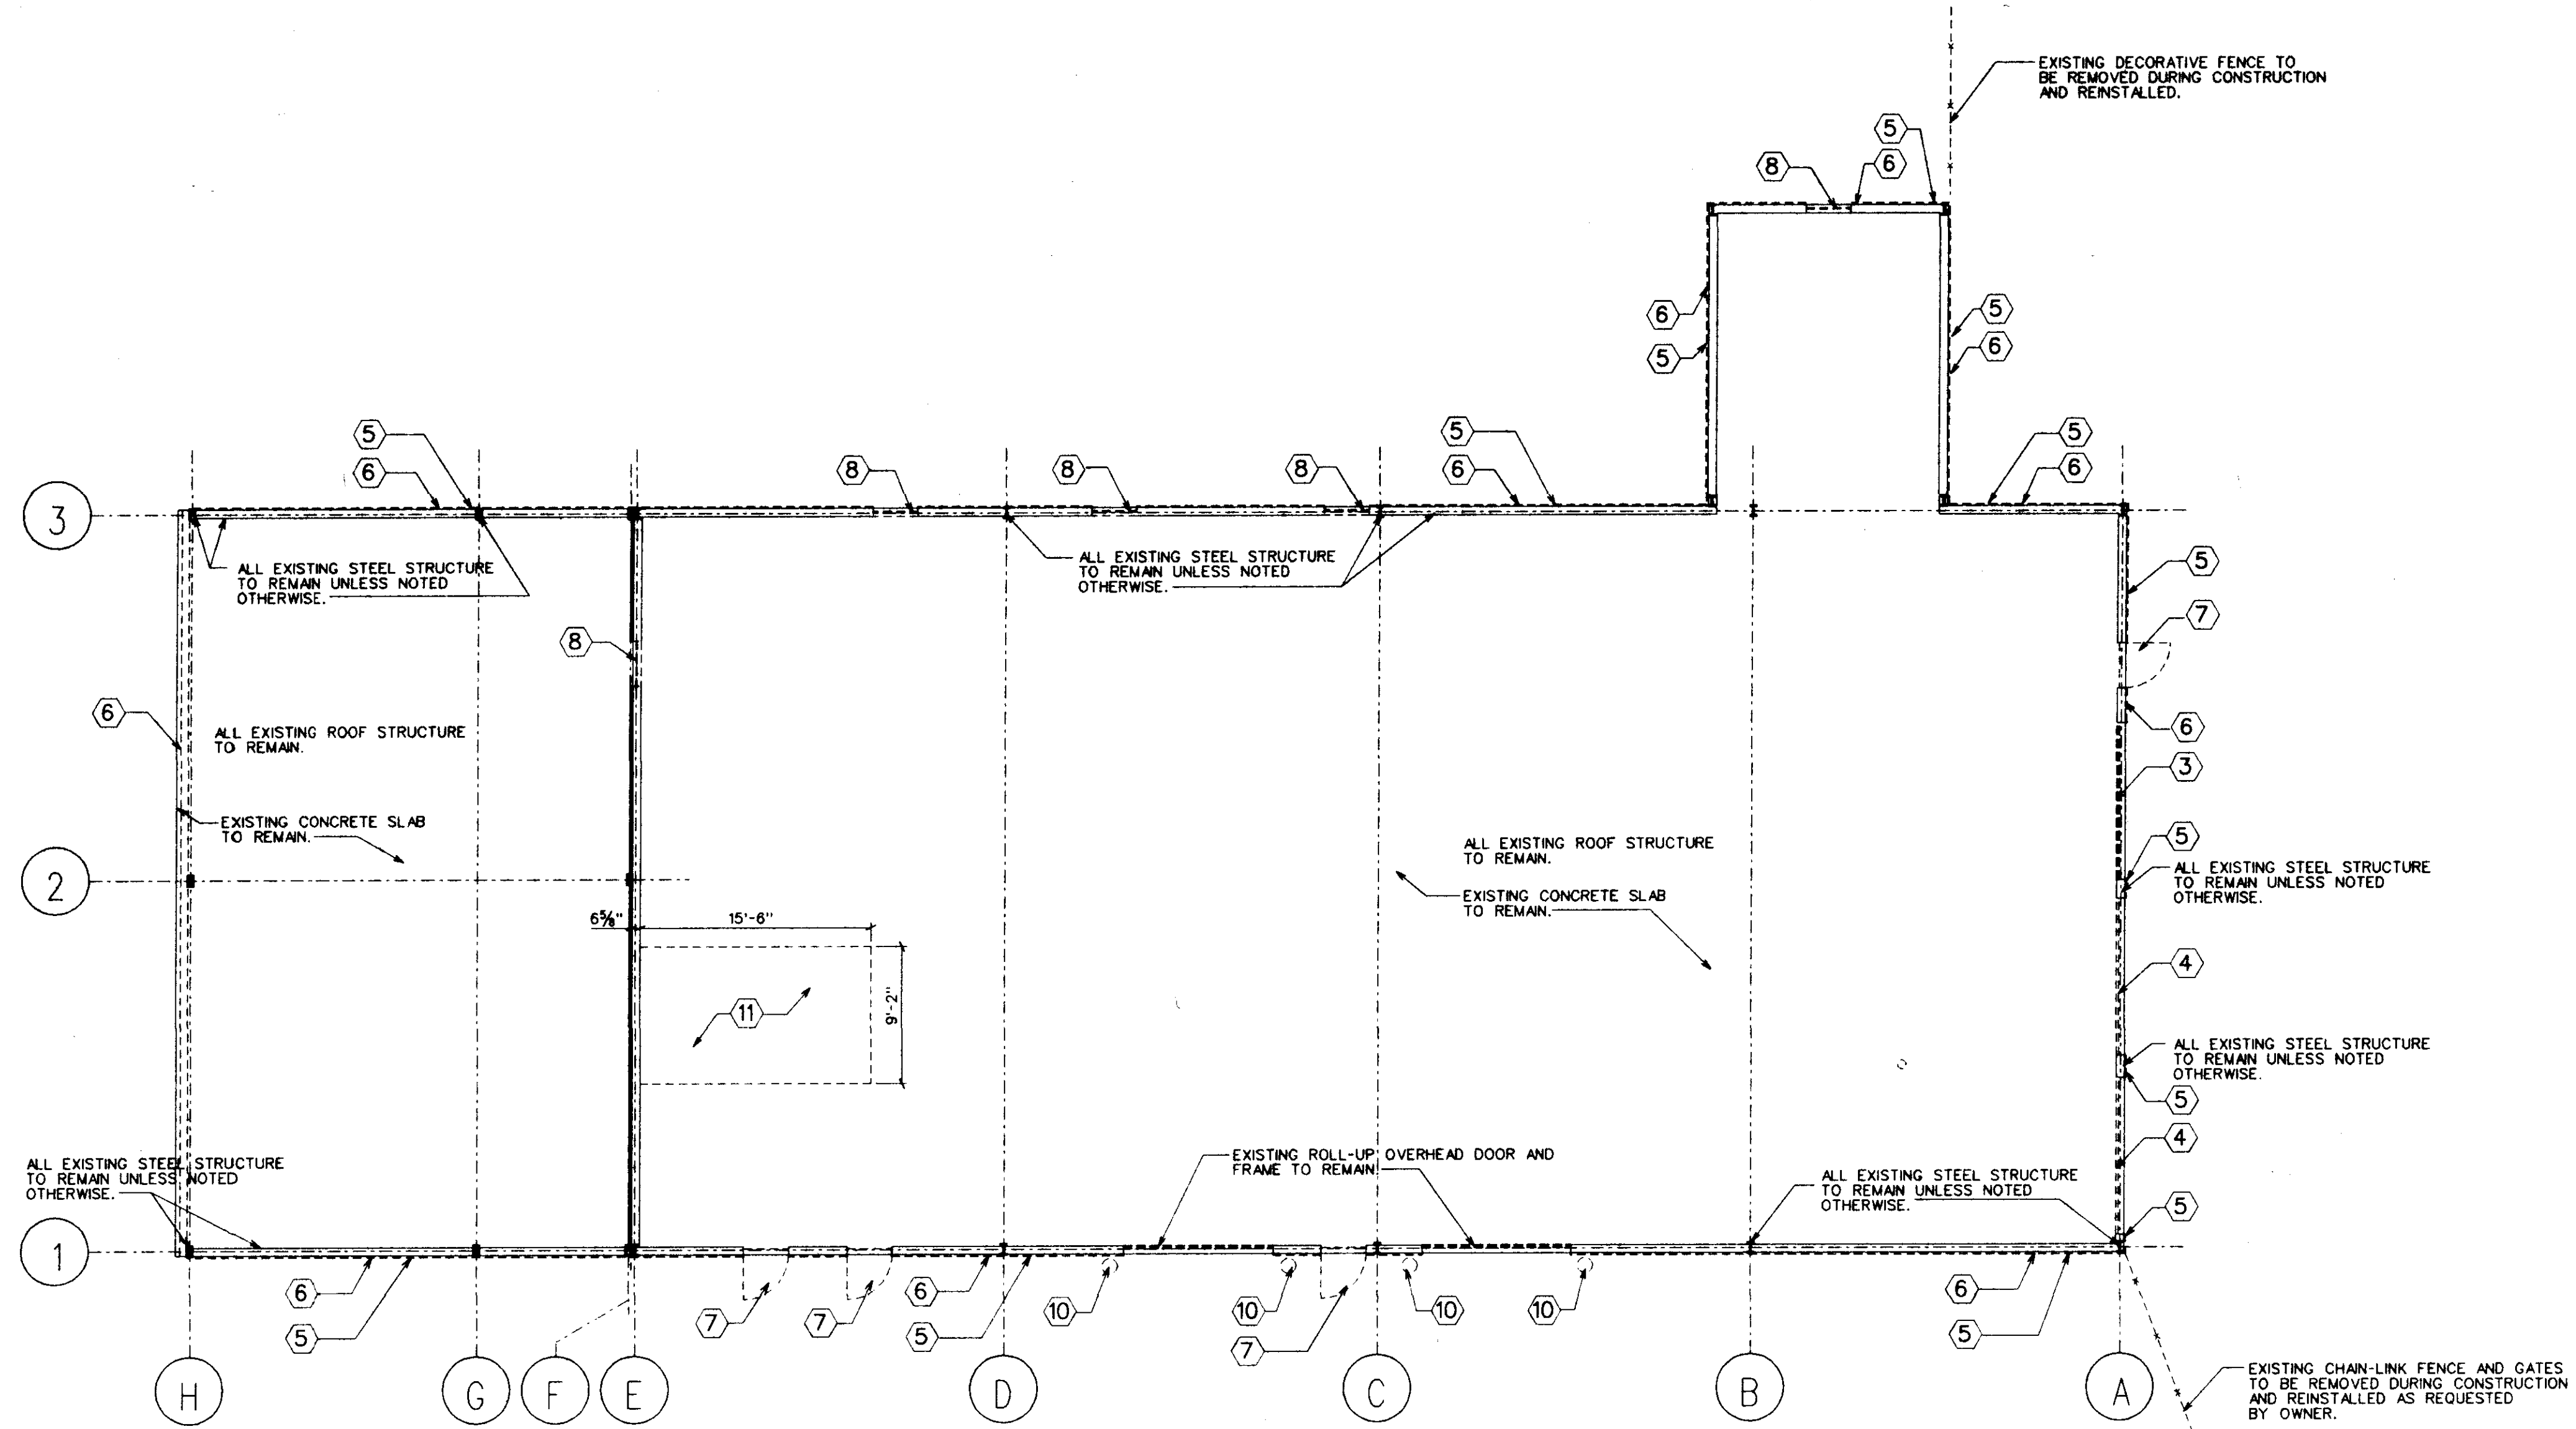 EXISTING DECORATIVE FENCE TO
BE REMOVED DURING CONSTRUCTION
AND REINSTALLED.
5
8
6
6
5
5
6
5
6
8
8
8
5
6
5
6
3
ALL EXISTING STEEL STRUCTURE
TO REMAIN UNLESS NOTED
OTHERWISE.
ALL EXISTING STEEL STRUCTURE
TO REMAIN UNLESS NOTED
OTHERWISE.
5
7
8
6
ALL EXISTING ROOF STRUCTURE
TO REMAIN.
6
3
EXISTING CONCRETE SLAB
TO REMAIN.
ALL EXISTING ROOF STRUCTURE
TO REMAIN.
5
ALL EXISTING STEEL STRUCTURE
TO REMAIN UNLESS NOTED
OTHERWISE.
2
EXISTING CONCRETE SLAB
TO REMAIN.
6⅝"
15'-6"
9'-2"
11
4
ALL EXISTING STEEL STRUCTURE
TO REMAIN UNLESS NOTED
OTHERWISE.
5
4
ALL EXISTING STEEL STRUCTURE
TO REMAIN UNLESS NOTED
OTHERWISE.
EXISTING ROLL-UP OVERHEAD DOOR AND
FRAME TO REMAIN.
ALL EXISTING STEEL STRUCTURE
TO REMAIN UNLESS NOTED
OTHERWISE.
5
1
6
5
7
7
6
5
10
10
7
10
10
6
5
H
G
F
E
D
C
B
A
EXISTING CHAIN-LINK FENCE AND GATES
TO BE REMOVED DURING CONSTRUCTION
AND REINSTALLED AS REQUESTED
BY OWNER.